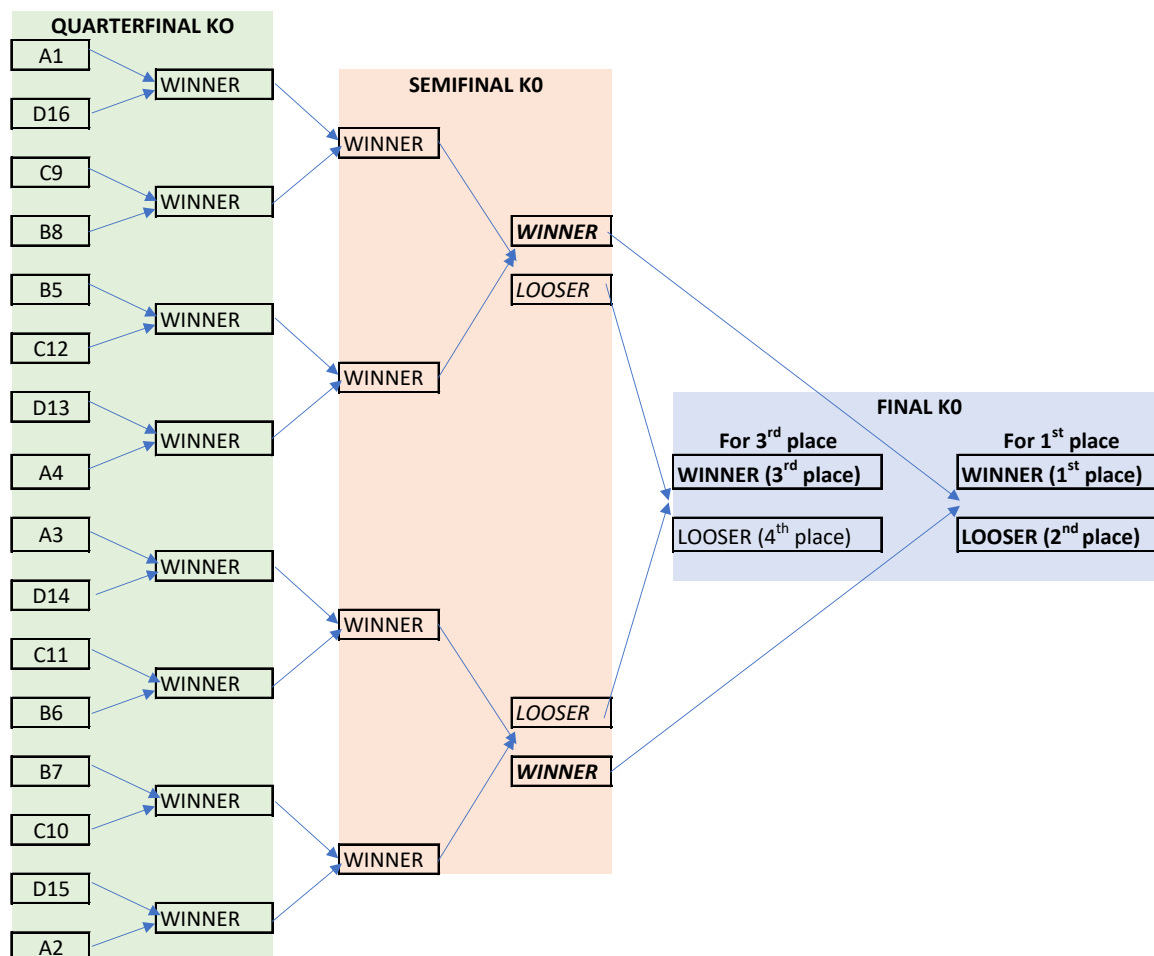 QUARTERFINAL KO
A1
WINNER
D16
C9
WINNER
B8
B5
WINNER
C12
D13
WINNER
A4
A3
WINNER
D14
C11
WINNER
B6
B7
WINNER
C10
D15
WINNER
A2
SEMIFINAL K0
WINNER
WINNER
LOOSER
WINNER
WINNER
LOOSER
WINNER
WINNER
FINAL K0
For 3rd place
WINNER (3rd place)
LOOSER (4th place)
For 1st place
WINNER (1st place)
LOOSER (2nd place)